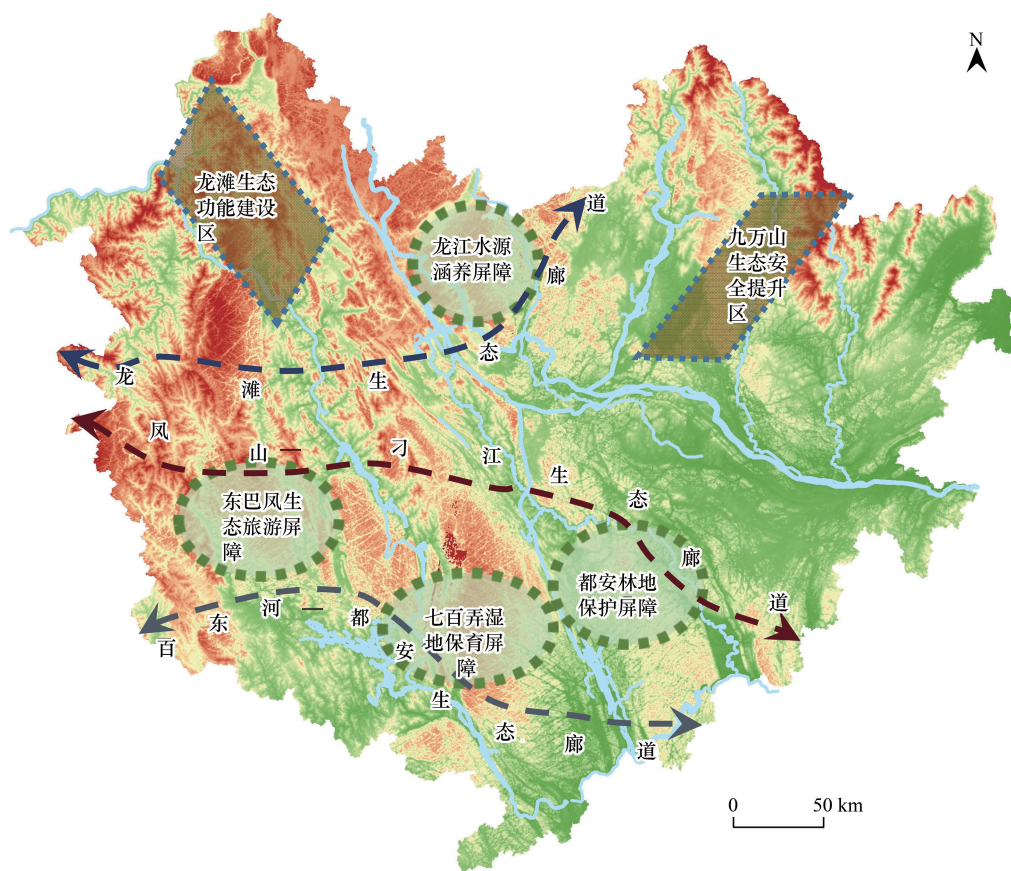 N
龙滩生态
功能建设
区
龙江水源
涵养屏障
九万山
生态安
全提升
区
龙滩生态廊道
凤山—刁江生态廊道
东巴凤生
态旅游屏
障
都安林地
保护屏障
七百弄湿
地保育屏
障
百东河—都安生态廊道
0 50 km